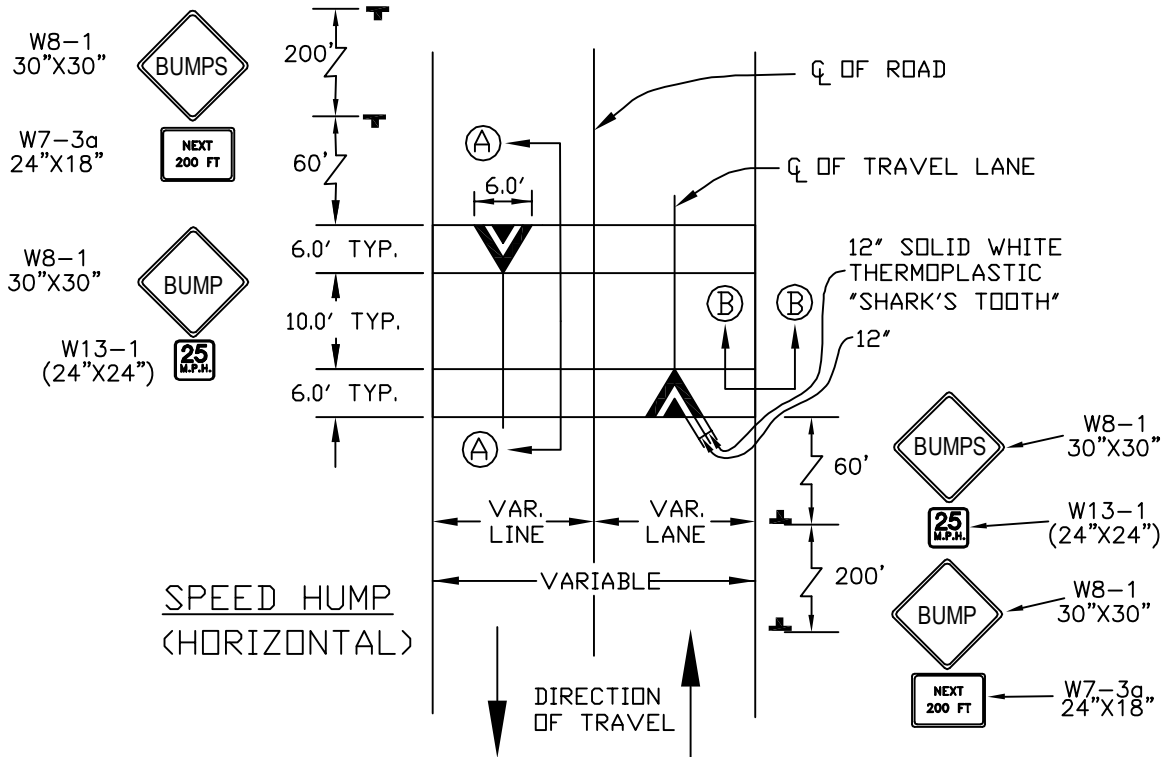 W8-1
30"X30"
BUMPS
W7-3a
24"X18"
NEXT
200 FT
W8-1
30"X30"
BUMP
W13-1
(24"X24")
25
M.P.H.
200'
60'
6.0' TYP.
10.0' TYP.
6.0' TYP.
A
6.0'
A
℄ OF ROAD
℄ OF TRAVEL LANE
12" SOLID WHITE
THERMOPLASTIC
"SHARK'S TOOTH"
12"
B
B
VAR.
LINE
VAR.
LANE
VARIABLE
SPEED HUMP
(HORIZONTAL)
DIRECTION
OF TRAVEL
60'
200'
BUMPS
W8-1
30"X30"
25
M.P.H.
W13-1
(24"X24")
BUMP
W8-1
30"X30"
NEXT
200 FT
W7-3a
24"X18"